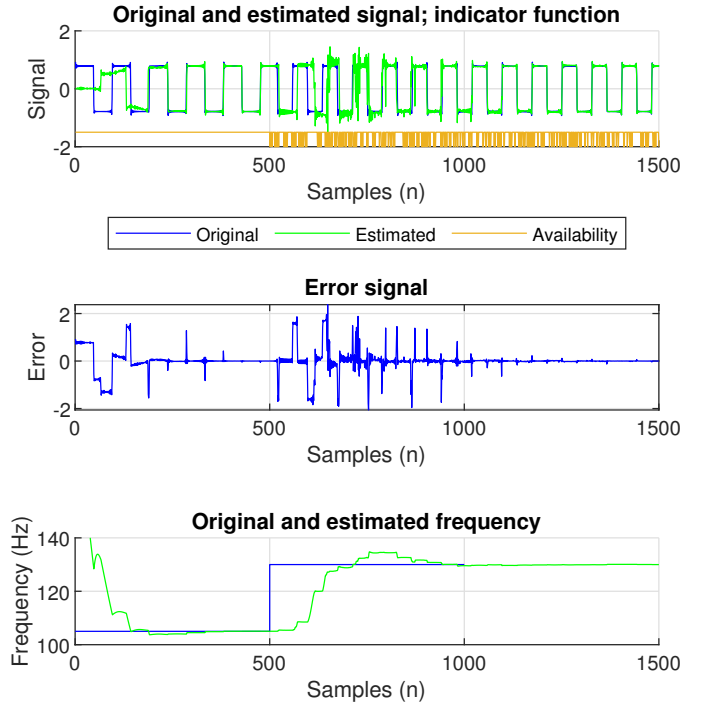 Original and estimated signal; indicator function
2
0
-2
Signal
0
500
1000
1500
Samples (n)
Original
Estimated
Availability
Error signal
2
0
-2
Error
0
500
1000
1500
Samples (n)
Original and estimated frequency
140
120
100
Frequency (Hz)
0
500
1000
1500
Samples (n)